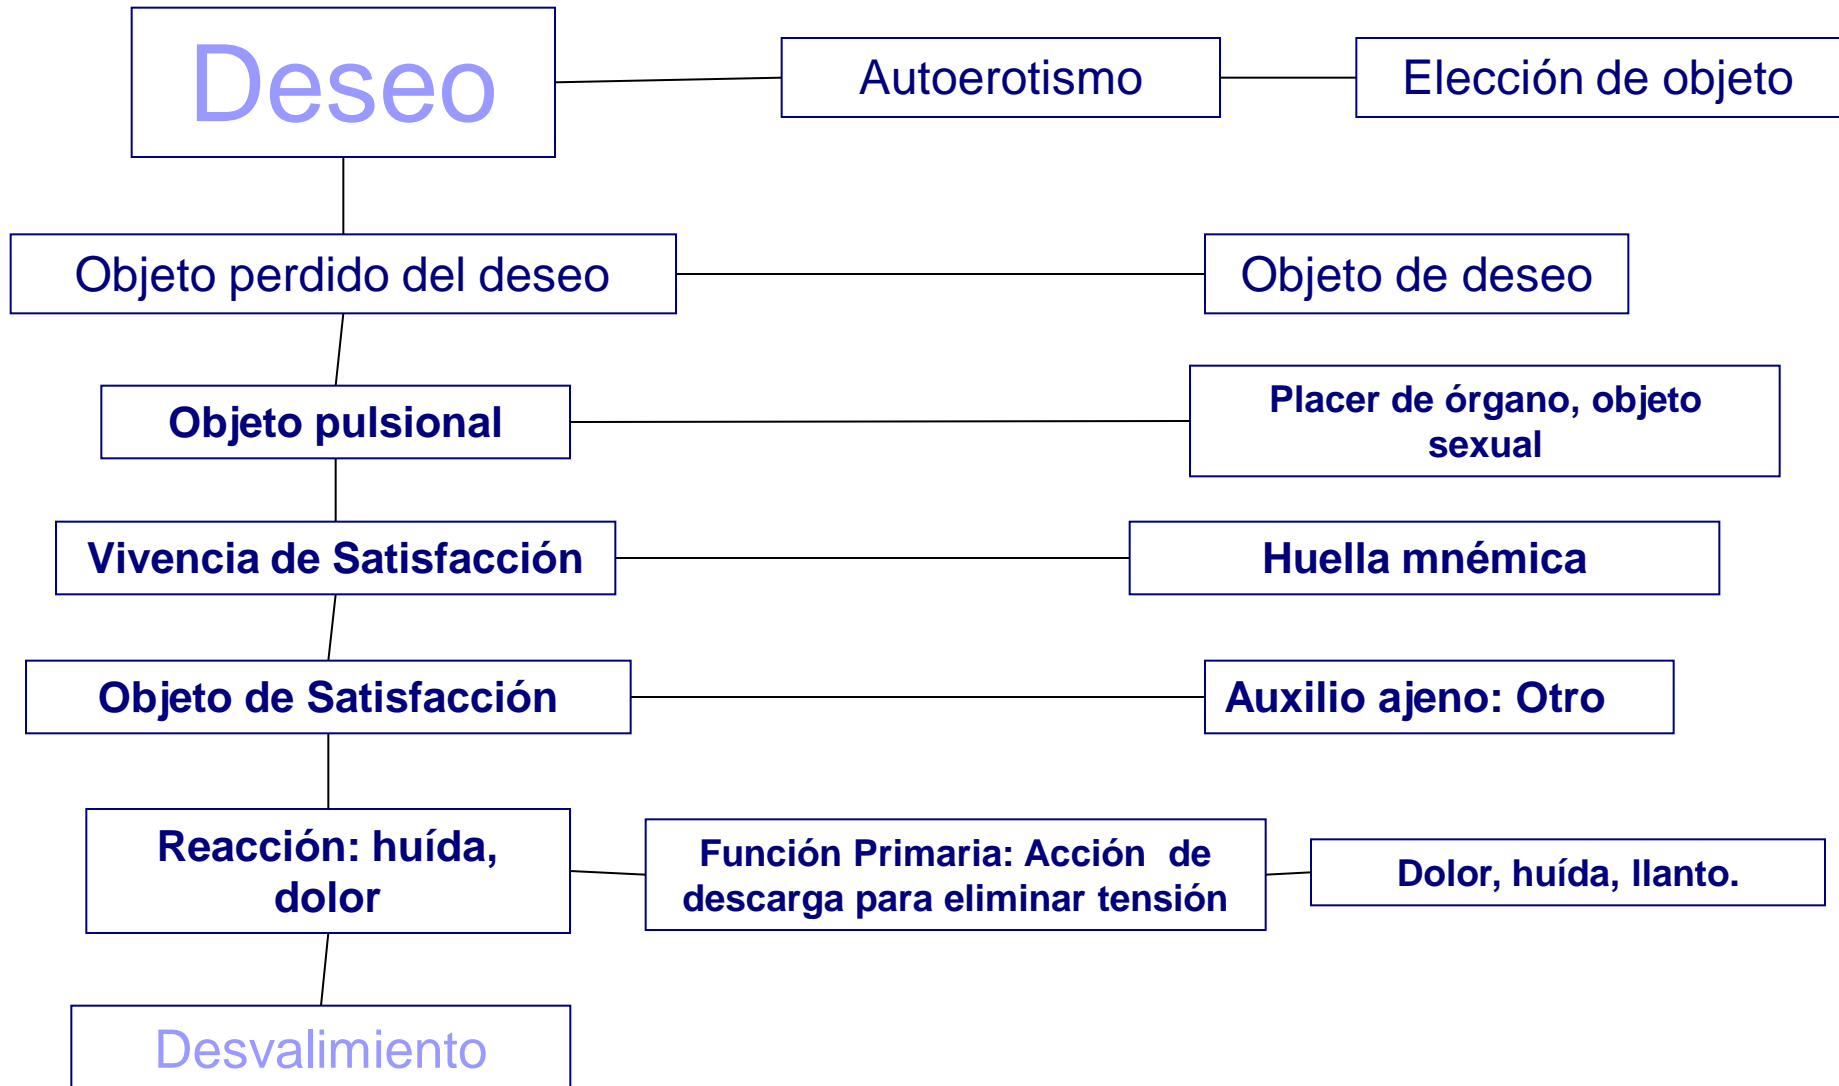 Deseo
Autoerotismo
Elección de objeto
Objeto perdido del deseo
Objeto de deseo
Objeto pulsional
Placer de órgano, objeto
sexual
Vivencia de Satisfacción
Huella mnémica
Objeto de Satisfacción
Auxilio ajeno: Otro
Reacción: huída,
dolor
Función Primaria: Acción  de
descarga para eliminar tensión
Dolor, huída, llanto.
Desvalimiento